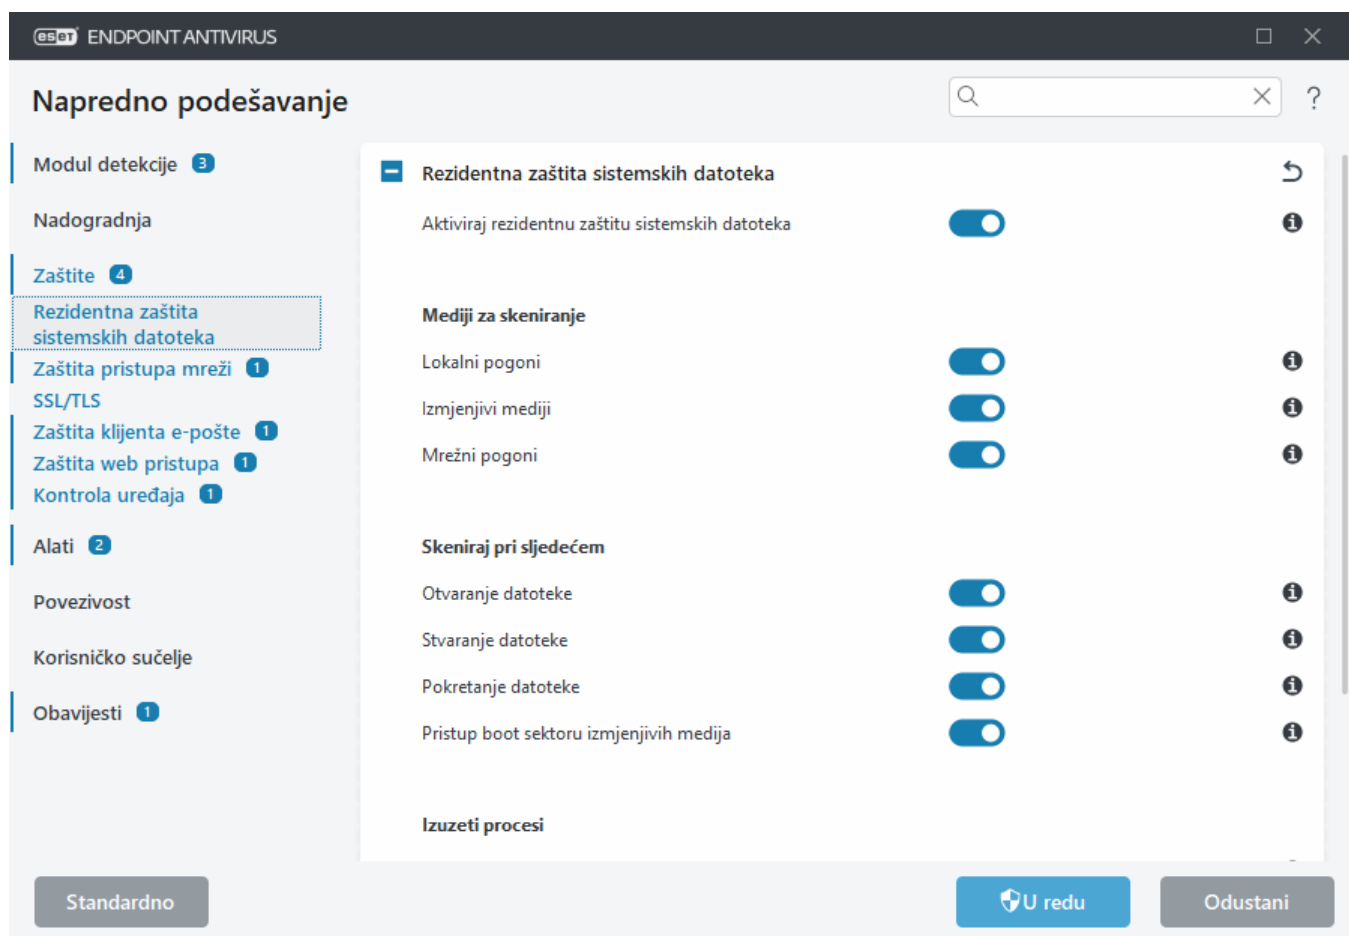 eset ENDPOINT ANTIVIRUS
Napredno podešavanje
?
Modul detekcije 3
Nadogradnja
Zaštite 4
Rezidentna zaštita
sistemskih datoteka
Zaštita pristupa mreži 1
SSL/TLS
Zaštita klijenta e-pošte 1
Zaštita web pristupa 1
Kontrola uređaja 1
Alati 2
Povezivost
Korisničko sučelje
Obavijesti 1
Rezidentna zaštita sistemskih datoteka
Aktiviraj rezidentnu zaštitu sistemskih datoteka
Mediji za skeniranje
Lokalni pogoni
Izmjenjivi mediji
Mrežni pogoni
Skeniraj pri sljedećem
Otvaranje datoteke
Stvaranje datoteke
Pokretanje datoteke
Pristup boot sektoru izmjenjivih medija
Izuzeti procesi
Standardno
U redu
Odustani